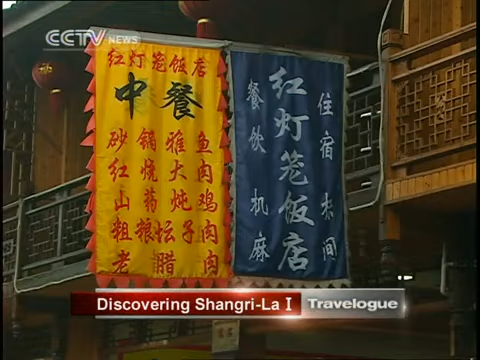 CCTV NEWS
红灯笼饭店
中餐
砂锅雅鱼
红烧大肉
山药炖鸡
粗粮坛子肉
老腊肉
住宿 标间
红灯笼饭店
餐饮 机麻
Discovering Shangri-La I Travelogue